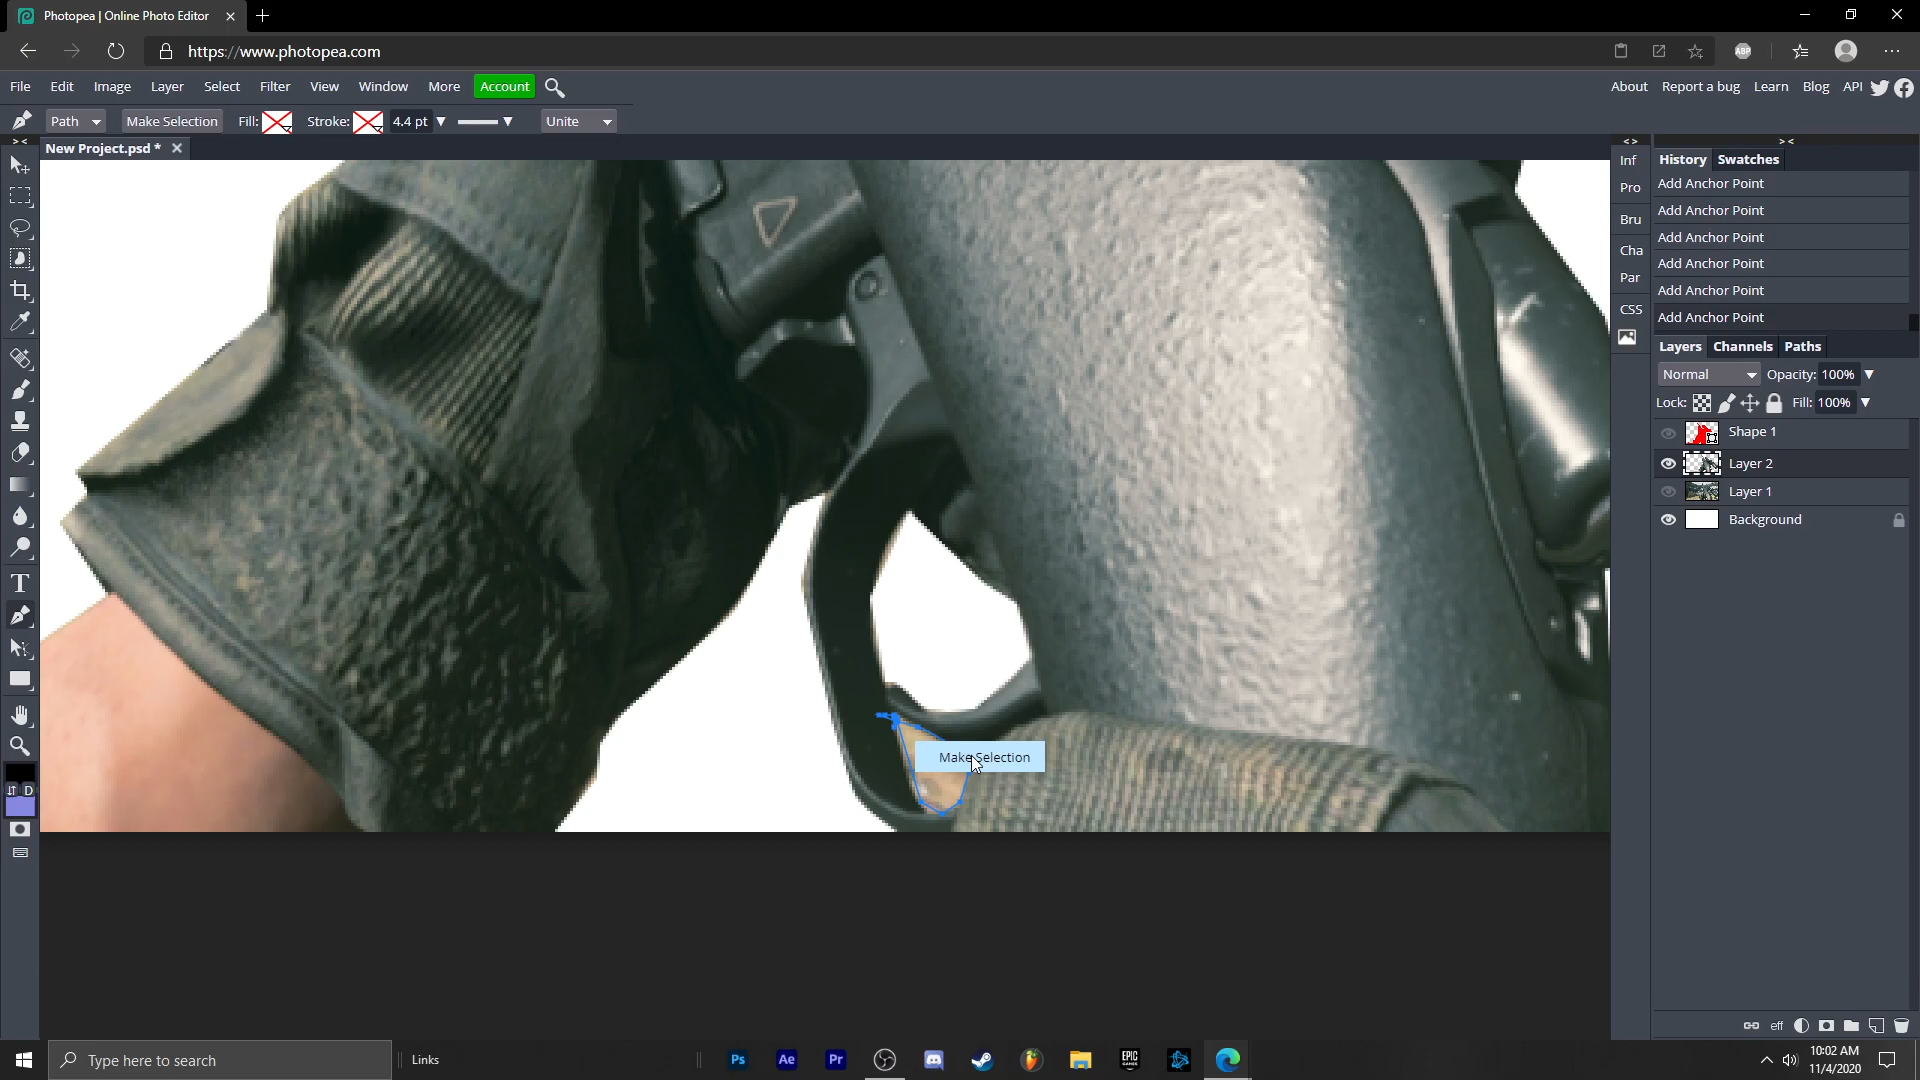 Photopea | Online Photo Editor
https://www.photopea.com
ABP
File Edit Image Layer Select Filter View Window More Account
About Report a bug Learn Blog API
Path Make Selection Fill: Stroke: 4.4 pt Unite
New Project.psd *
Inf
Pro
Bru
Cha
Par
CSS
History Swatches
Add Anchor Point
Add Anchor Point
Add Anchor Point
Add Anchor Point
Add Anchor Point
Add Anchor Point
Layers Channels Paths
Normal Opacity: 100%
Lock: Fill: 100%
Shape 1
Layer 2
Layer 1
Background
Make Selection
T
D
eff
Type here to search
Links
Ps Ae Pr
EPIC GAMES
10:02 AM
11/4/2020